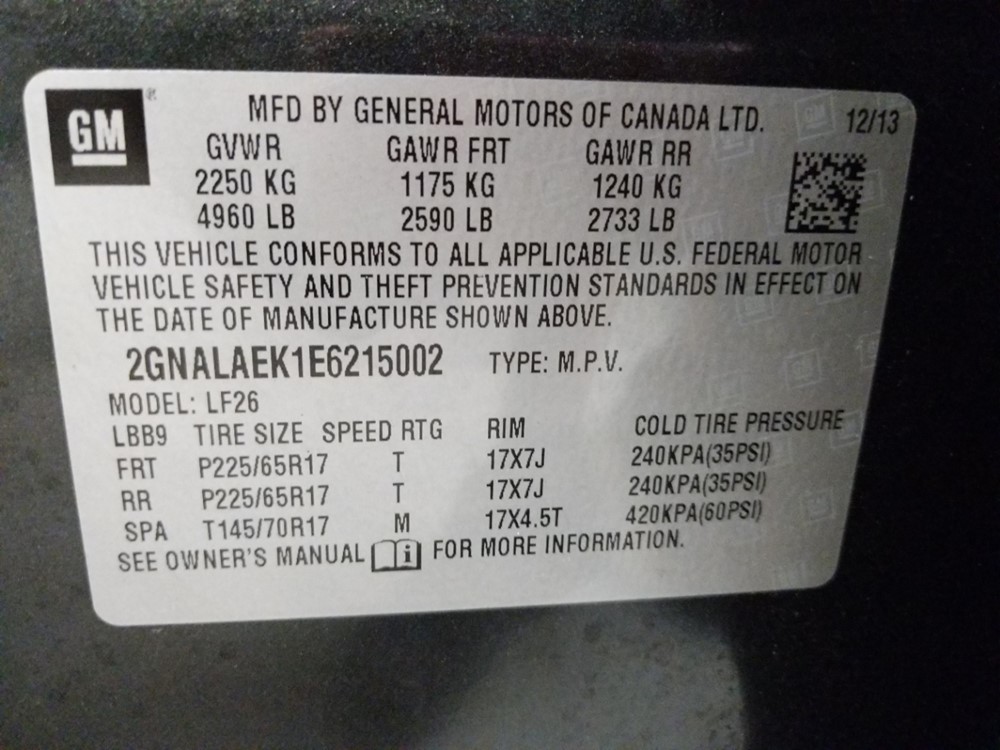 GM®
MFD BY GENERAL MOTORS OF CANADA LTD. 12/13
GVWR GAWR FRT GAWR RR
2250 KG 1175 KG 1240 KG
4960 LB 2590 LB 2733 LB
THIS VEHICLE CONFORMS TO ALL APPLICABLE U.S. FEDERAL MOTOR
VEHICLE SAFETY AND THEFT PREVENTION STANDARDS IN EFFECT ON
THE DATE OF MANUFACTURE SHOWN ABOVE.
2GNALAEK1E6215002 TYPE: M.P.V.
MODEL: LF26
LBB9 TIRE SIZE SPEED RTG RIM COLD TIRE PRESSURE
FRT P225/65R17 T 17X7J 240KPA(35PSI)
RR P225/65R17 T 17X7J 240KPA(35PSI)
SPA T145/70R17 M 17X4.5T 420KPA(60PSI)
SEE OWNER'S MANUAL i FOR MORE INFORMATION.